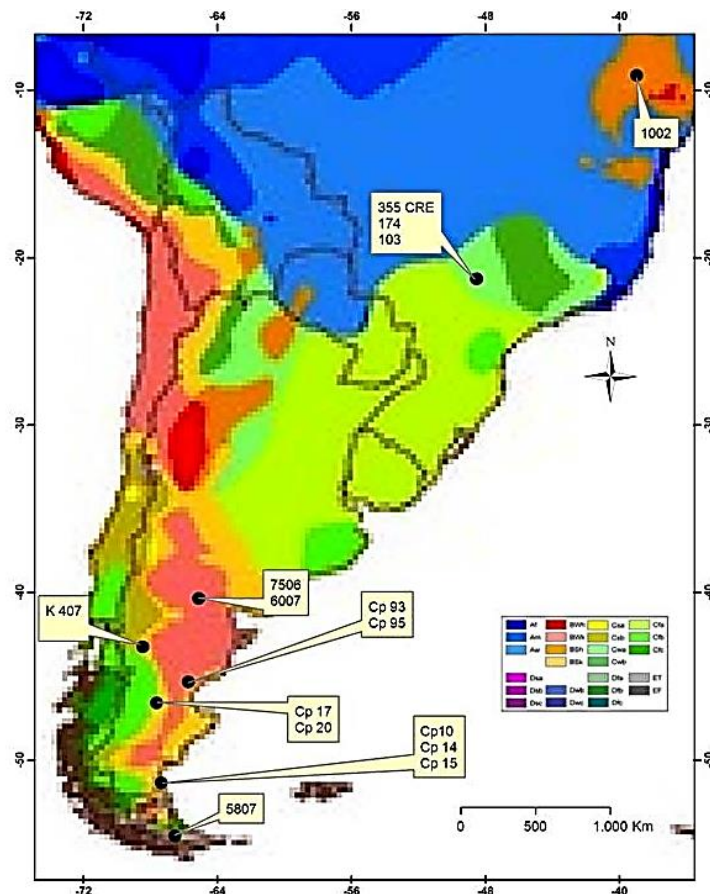 -72 -64 -56 -48 -40
-10
-20
-30
-40
-50
1002
355 CRE
174
103
N
7506
6007
K 407
Cp 93
Cp 95
Cp 17
Cp 20
Cp10
Cp 14
Cp 15
5807
Af BWh Csa Cfa
Am BWk Csb Cfb
Aw BSh Cwa Cfc
BSk Cwb
Dsa Dfa ET
Dsb Dwb Dfb EF
Dsc Dwc Dfc
0 500 1.000 Km
-72 -64 -56 -48 -40